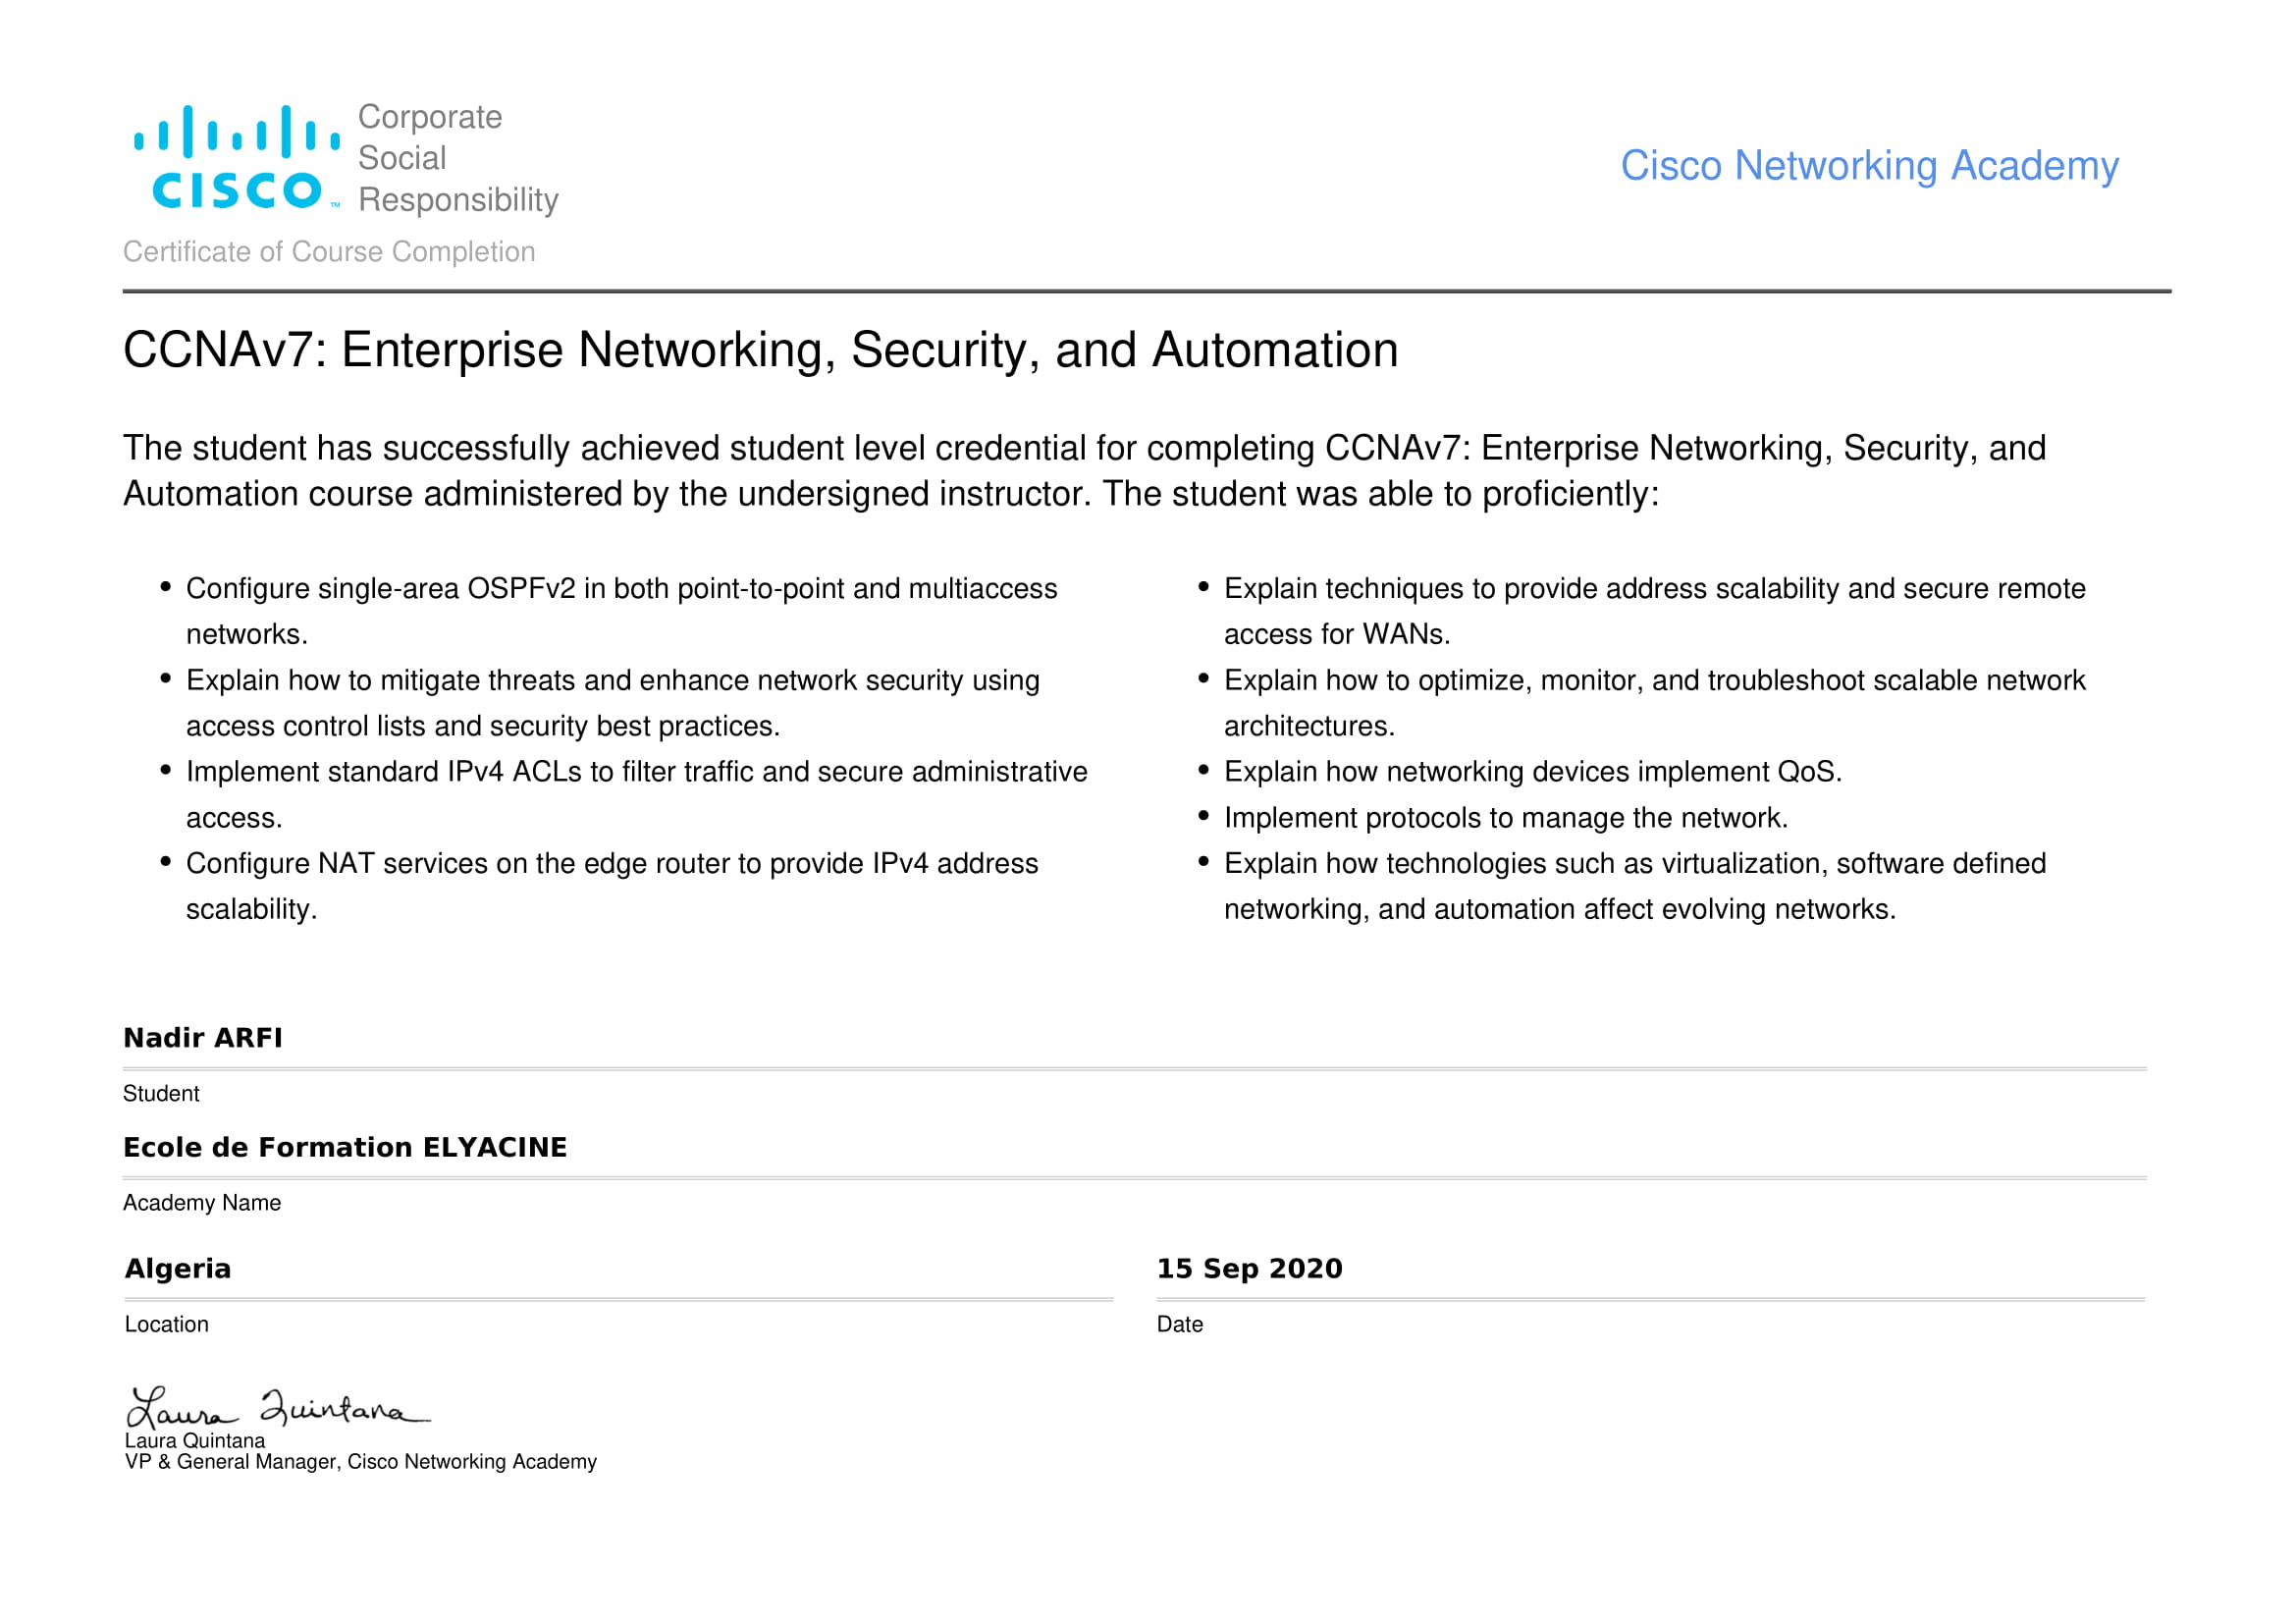 CISCO™
Corporate
Social
Responsibility
Cisco Networking Academy
Certificate of Course Completion
CCNAv7: Enterprise Networking, Security, and Automation
The student has successfully achieved student level credential for completing CCNAv7: Enterprise Networking, Security, and
Automation course administered by the undersigned instructor. The student was able to proficiently:
• Configure single-area OSPFv2 in both point-to-point and multiaccess
networks.
• Explain how to mitigate threats and enhance network security using
access control lists and security best practices.
• Implement standard IPv4 ACLs to filter traffic and secure administrative
access.
• Configure NAT services on the edge router to provide IPv4 address
scalability.
• Explain techniques to provide address scalability and secure remote
access for WANs.
• Explain how to optimize, monitor, and troubleshoot scalable network
architectures.
• Explain how networking devices implement QoS.
• Implement protocols to manage the network.
• Explain how technologies such as virtualization, software defined
networking, and automation affect evolving networks.
Nadir ARFI
Student
Ecole de Formation ELYACINE
Academy Name
Algeria
Location
15 Sep 2020
Date
Laura Quintana
Laura Quintana
VP & General Manager, Cisco Networking Academy